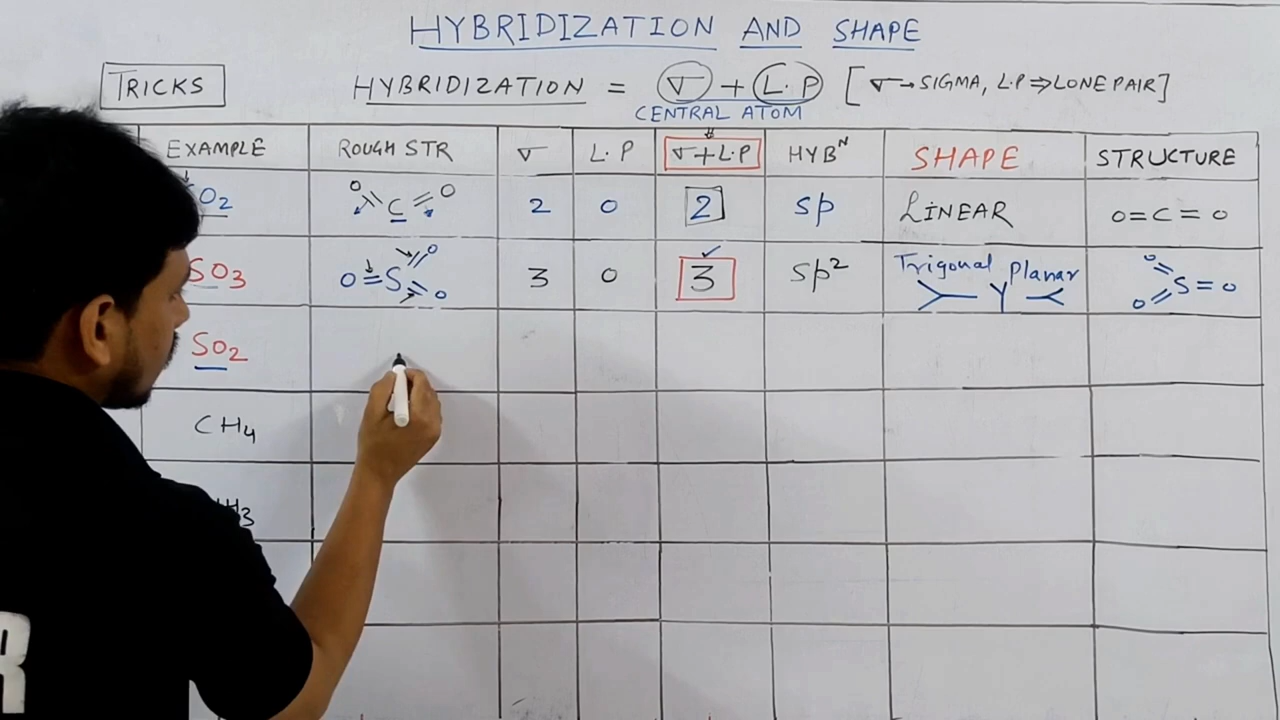 HYBRIDIZATION AND SHAPE
TRICKS
HYBRIDIZATION = σ + L.P [σ→SIGMA, L.P⇒LONE PAIR]
CENTRAL ATOM
EXAMPLE ROUGH STR σ L.P σ+L.P HYBᴺ SHAPE STRUCTURE
O₂ O=C=O 2 0 2 sp LINEAR O=C=O
SO₃ O=S=O =O 3 0 3 sp² Trigonal Planar O=S=O =O
SO₂
CH₄
H₃
R